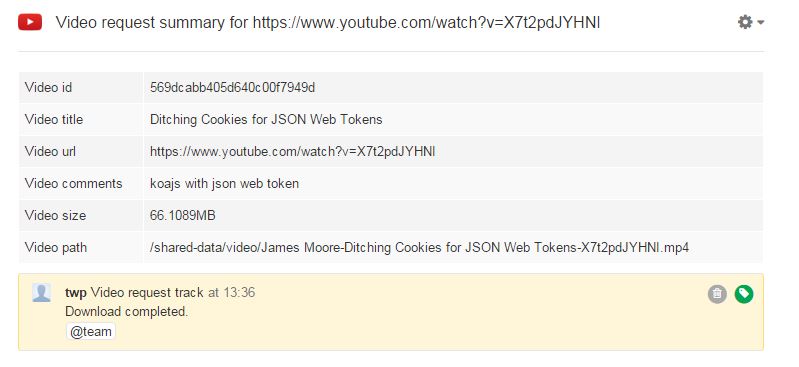 Video request summary for https://www.youtube.com/watch?v=X7t2pdJYHNI
Video id 569dcabb405d640c00f7949d
Video title Ditching Cookies for JSON Web Tokens
Video url https://www.youtube.com/watch?v=X7t2pdJYHNI
Video comments koajs with json web token
Video size 66.1089MB
Video path /shared-data/video/James Moore-Ditching Cookies for JSON Web Tokens-X7t2pdJYHNI.mp4
twp Video request track at 13:36
Download completed.
@team